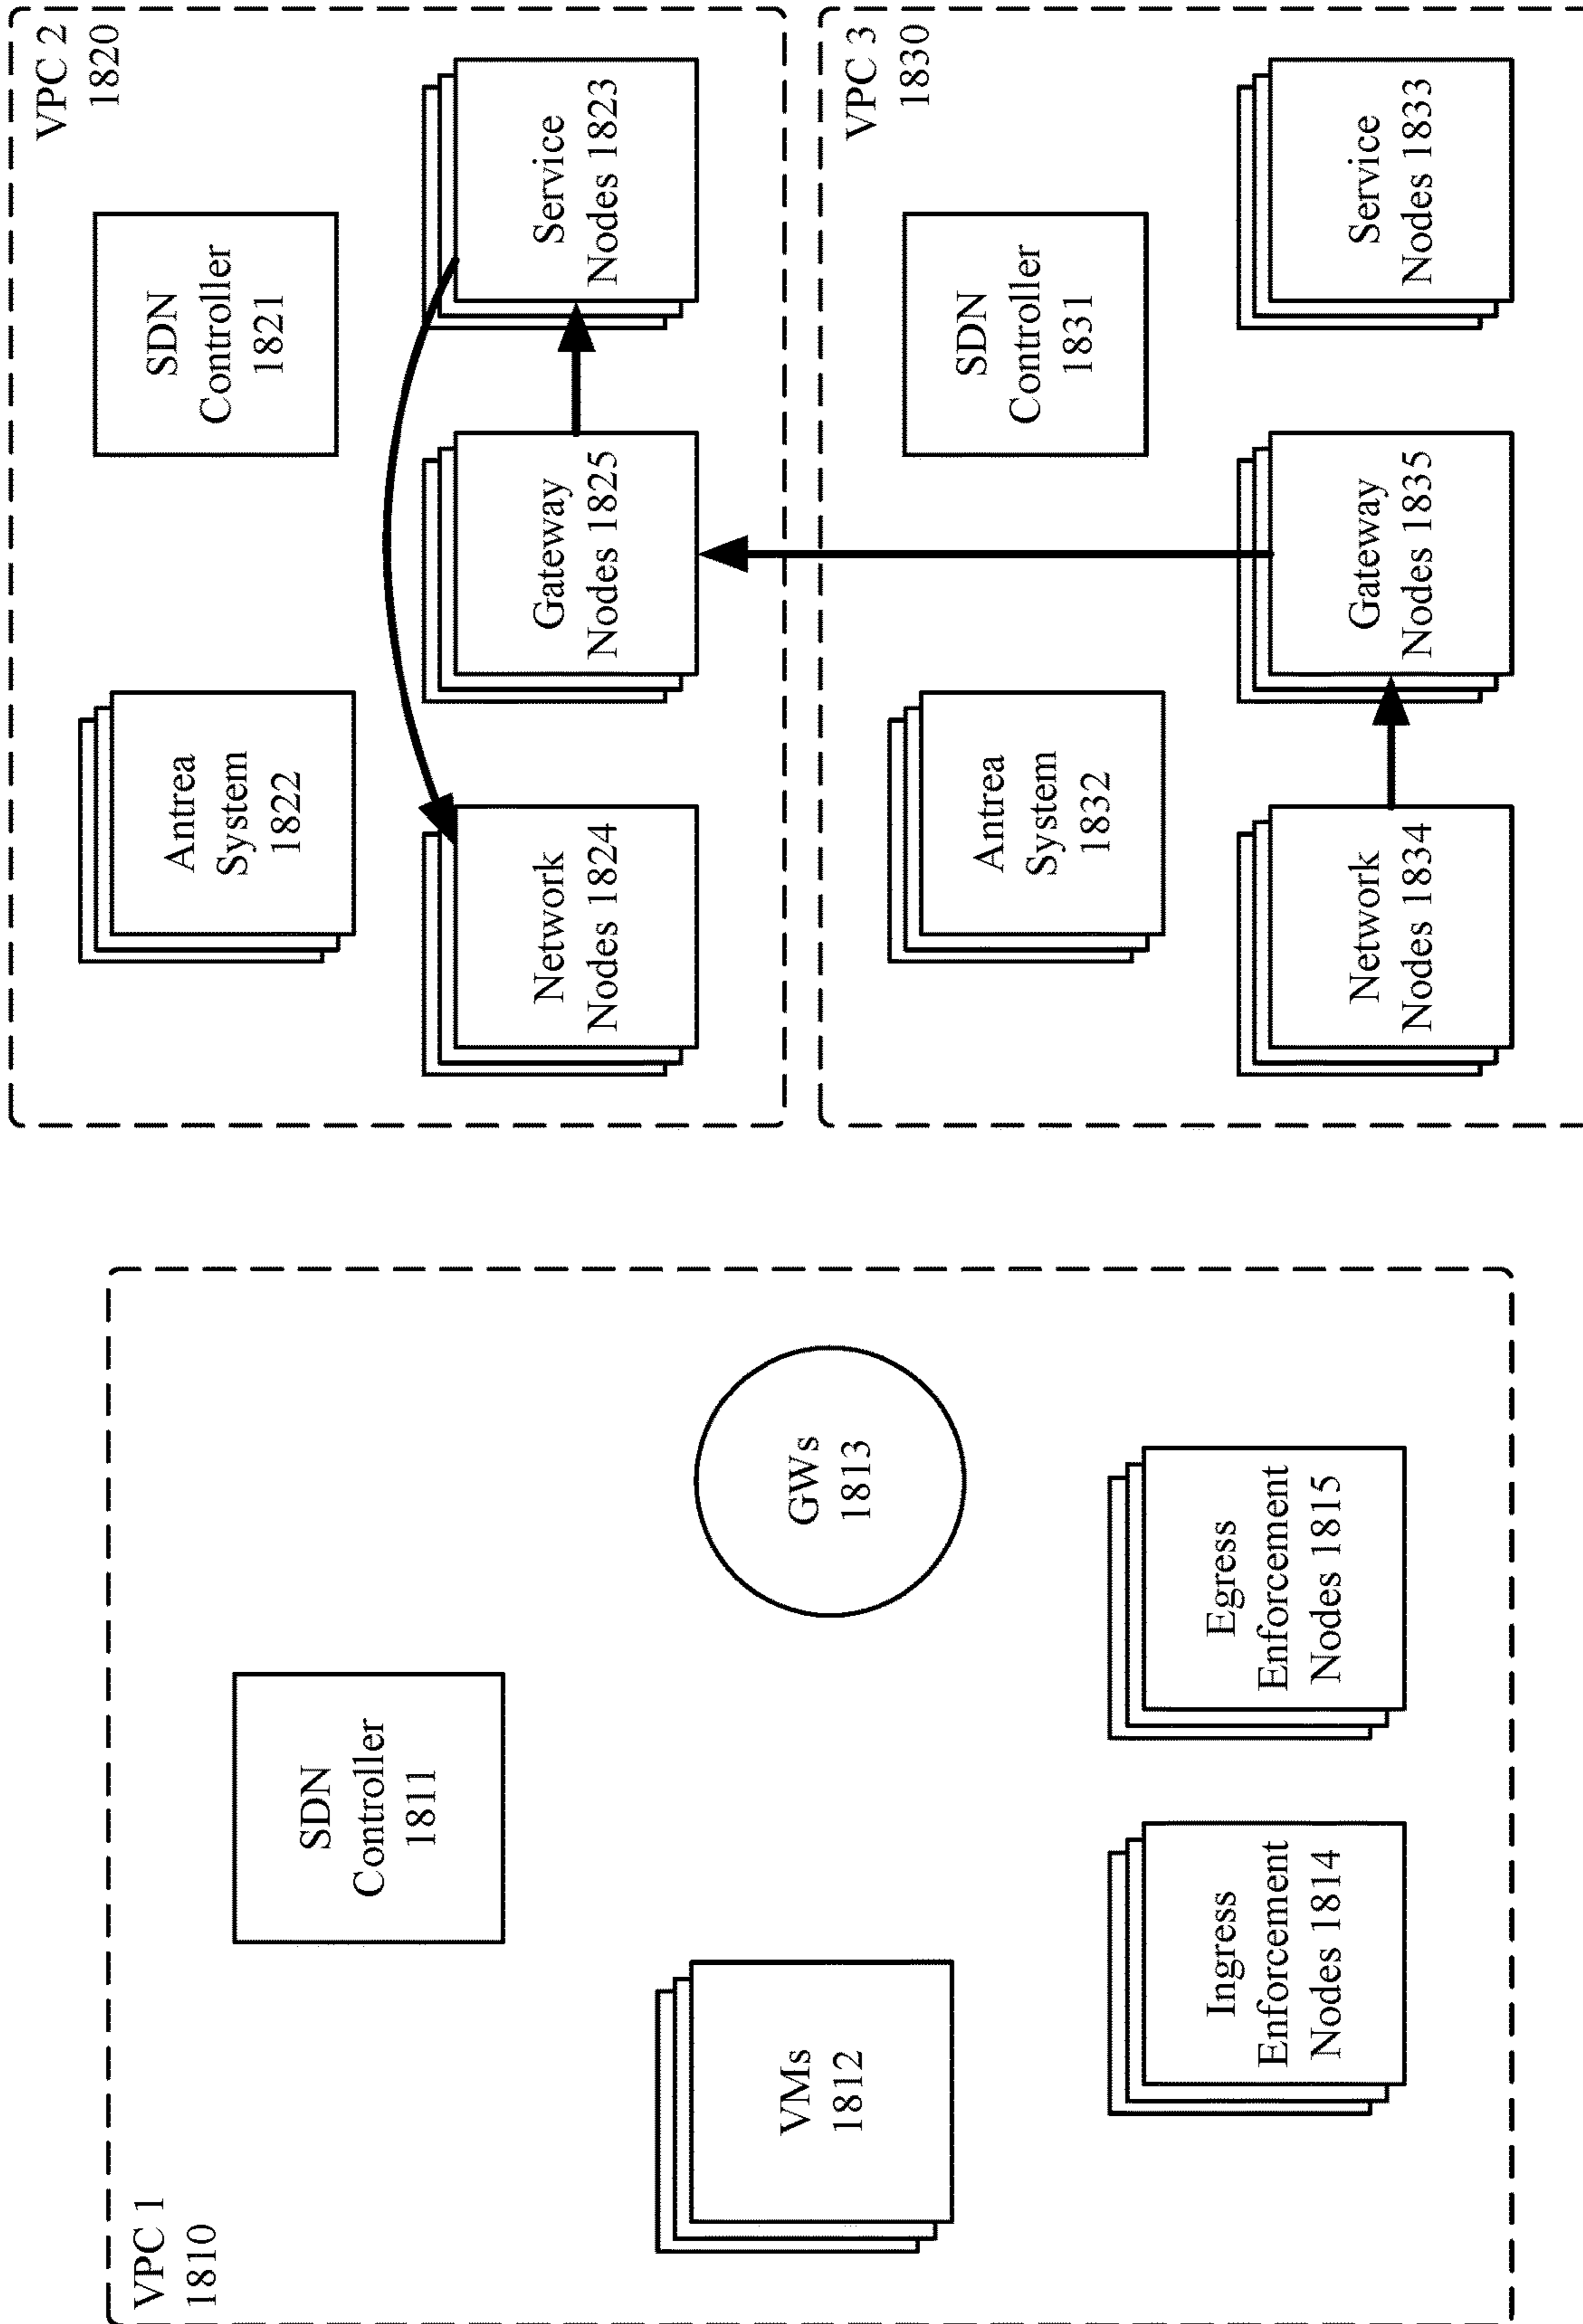 VPC 1
1810
SDN
Controller
1811
VMs
1812
GWs
1813
Ingress
Enforcement
Nodes 1814
Egress
Enforcement
Nodes 1815
VPC 2
1820
Antrea
System
1822
SDN
Controller
1821
Network
Nodes 1824
Gateway
Nodes 1825
Service
Nodes 1823
VPC 3
1830
Antrea
System
1832
SDN
Controller
1831
Network
Nodes 1834
Gateway
Nodes 1835
Service
Nodes 1833